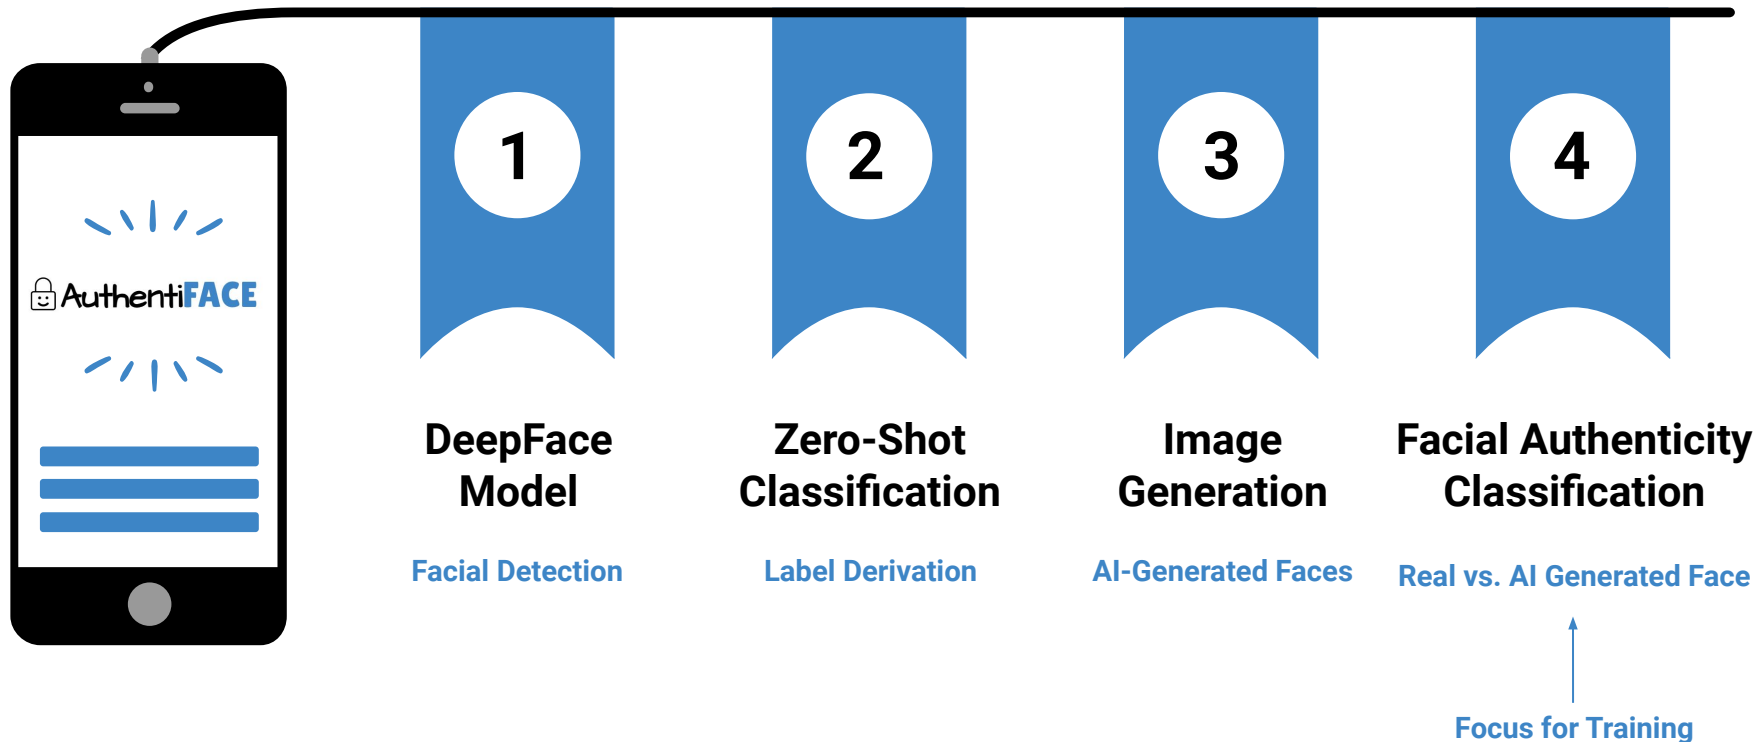 AuthentiFACE
1
2
3
4
DeepFace
Model
Zero-Shot
Classification
Image
Generation
Facial Authenticity
Classification
Facial Detection
Label Derivation
AI-Generated Faces
Real vs. AI Generated Face
Focus for Training